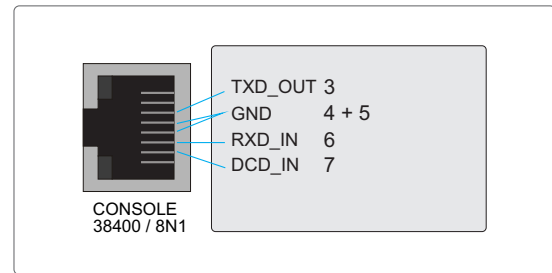 TXD_OUT 3
GND 4 + 5
RXD_IN 6
DCD_IN 7
CONSOLE
38400 / 8N1